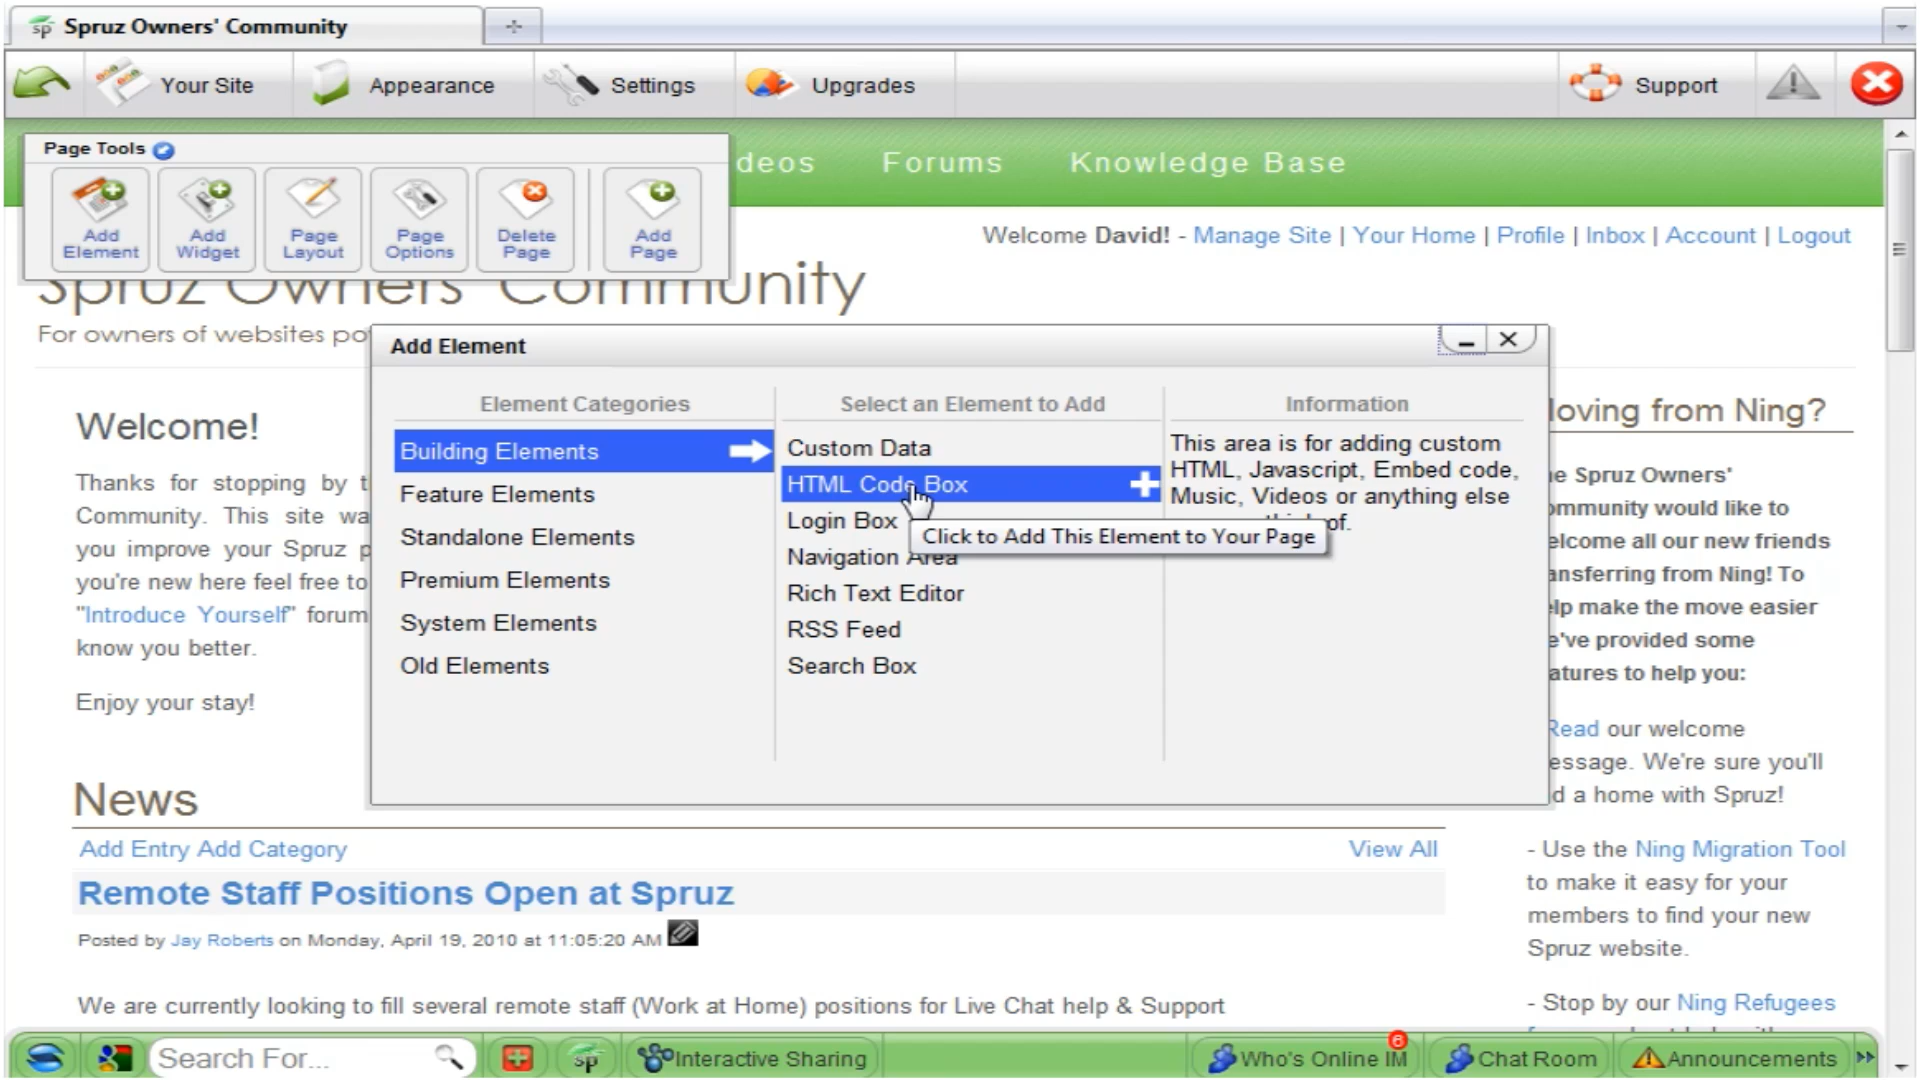 sp Spruz Owners' Community
Your Site
Appearance
Settings
Upgrades
Support
Page Tools
Add Element
Add Widget
Page Layout
Page Options
Delete Page
Add Page
deos
Forums
Knowledge Base
Welcome David! - Manage Site | Your Home | Profile | Inbox | Account | Logout
Spruz Owners' Community
For owners of websites po
Add Element
Element Categories
Building Elements
Feature Elements
Standalone Elements
Premium Elements
System Elements
Old Elements
Select an Element to Add
Custom Data
HTML Code Box
Login Box
Navigation Area
Rich Text Editor
RSS Feed
Search Box
Click to Add This Element to Your Page
Information
This area is for adding custom
HTML, Javascript, Embed code,
Music, Videos or anything else
of.
Welcome!
Thanks for stopping by t
Community. This site wa
you improve your Spruz p
you're new here feel free to
"Introduce Yourself" forum
know you better.
Enjoy your stay!
News
Add Entry Add Category
View All
Remote Staff Positions Open at Spruz
Posted by Jay Roberts on Monday, April 19, 2010 at 11:05:20 AM
We are currently looking to fill several remote staff (Work at Home) positions for Live Chat help & Support
oving from Ning?
e Spruz Owners'
ommunity would like to
elcome all our new friends
ansferring from Ning! To
lp make the move easier
e've provided some
atures to help you:
Read our welcome
essage. We're sure you'll
d a home with Spruz!
- Use the Ning Migration Tool
to make it easy for your
members to find your new
Spruz website.
- Stop by our Ning Refugees
Search For...
sp
Interactive Sharing
Who's Online IM
6
Chat Room
Announcements